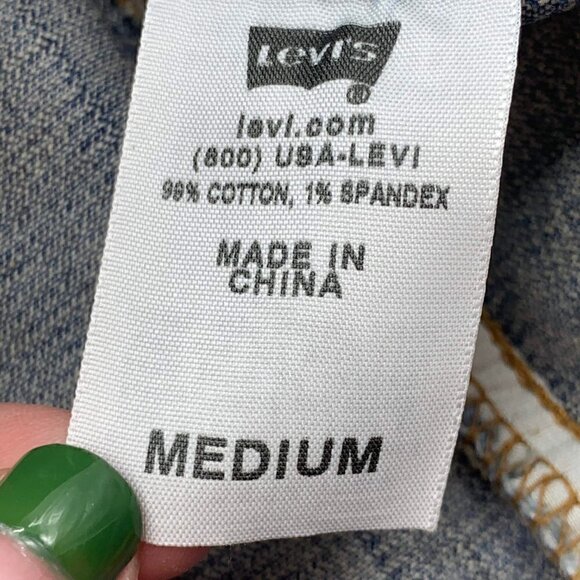 Levi's
®
levi.com
(800) USA-LEVI
99% COTTON, 1% SPANDEX
MADE IN
CHINA
MEDIUM